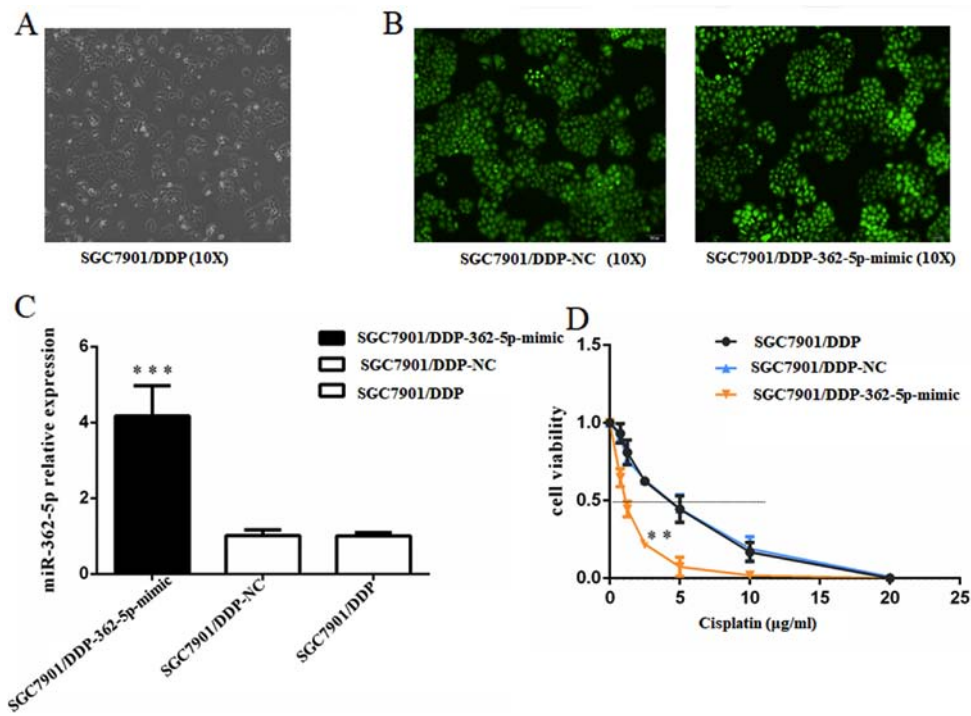 A
B
SGC7901/DDP (10X)
SGC7901/DDP-NC (10X)
SGC7901/DDP-362-5p-mimic (10X)
C
miR-362-5p relative expression
6
4
2
0
***
SGC7901/DDP-362-5p-mimic
SGC7901/DDP-NC
SGC7901/DDP
SGC7901/DDP-362-5p-mimic
SGC7901/DDP-NC
SGC7901/DDP
D
SGC7901/DDP
SGC7901/DDP-NC
SGC7901/DDP-362-5p-mimic
cell viability
1.5
1.0
0.5
0.0
**
0 5 10 15 20 25
Cisplatin (µg/ml)